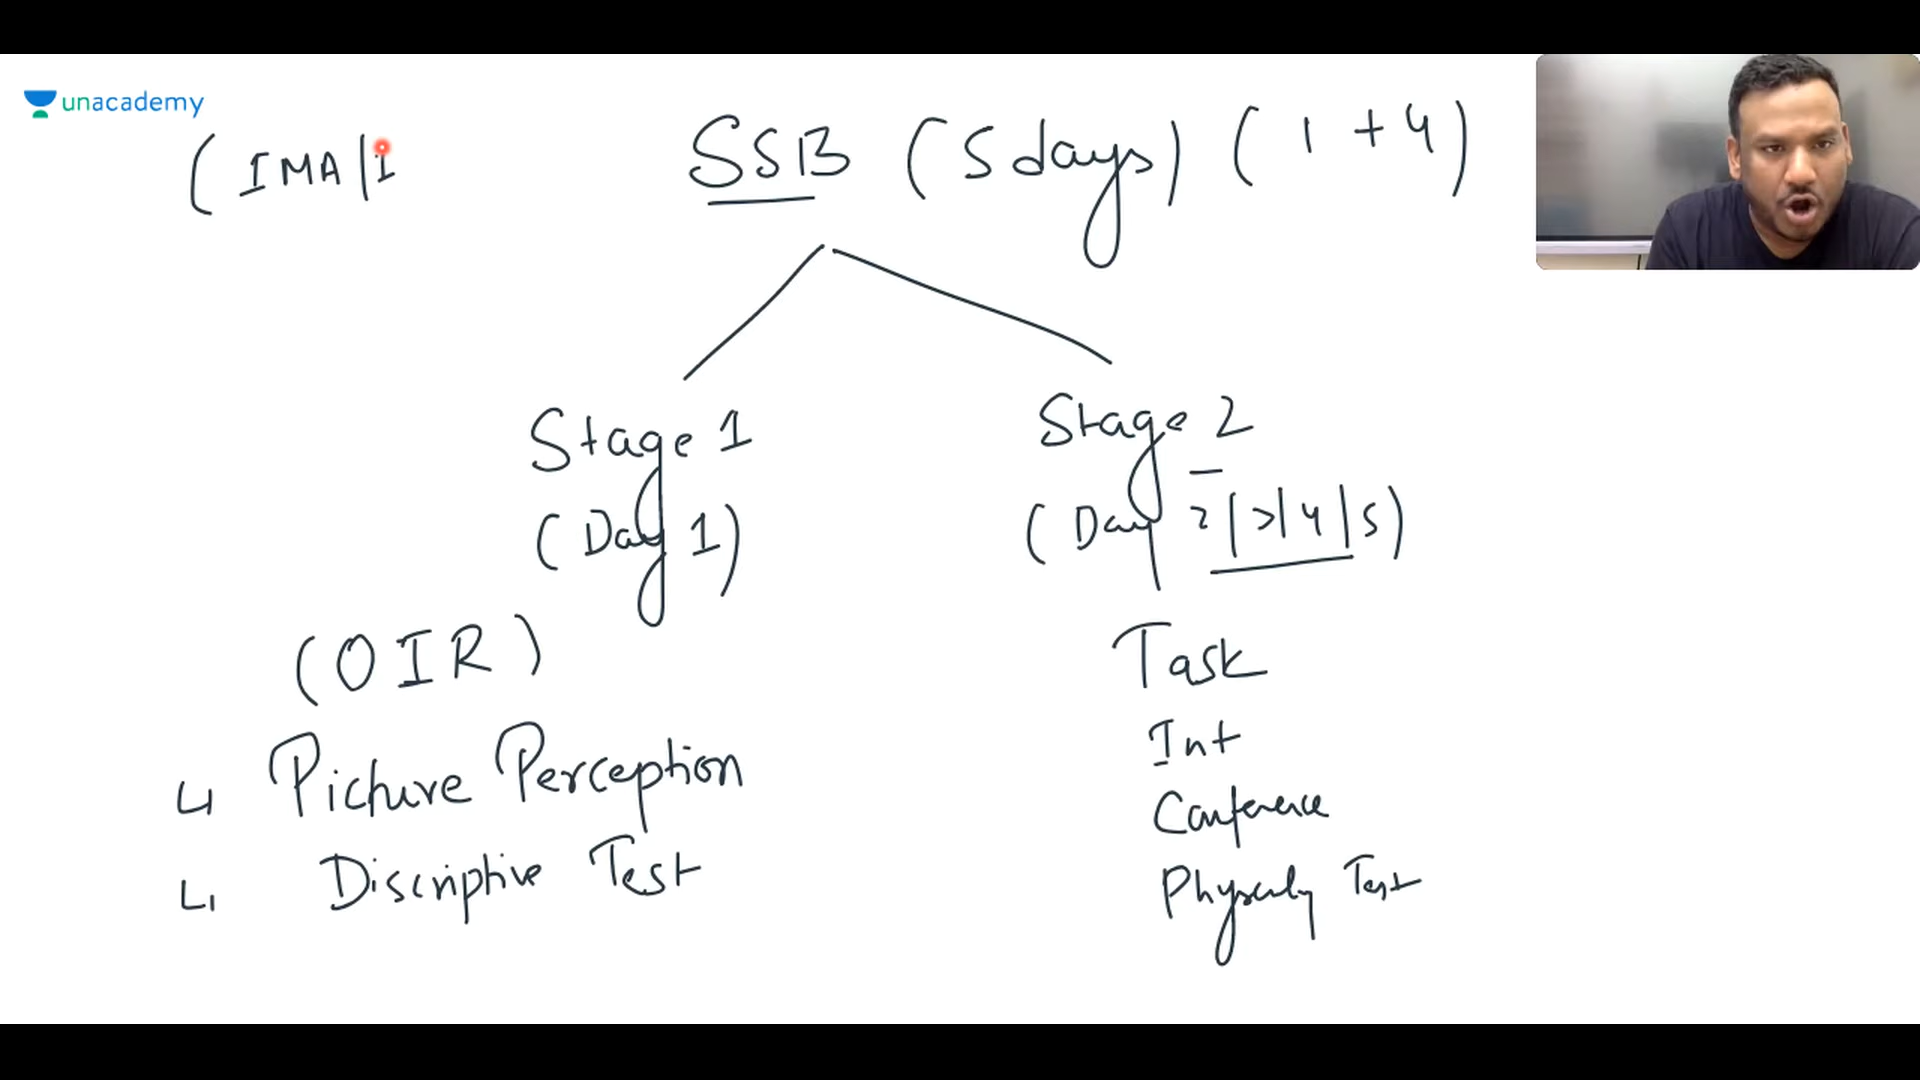 unacademy
(IMA|I
SSB (5 days) (1+4)
Stage 1
(Day 1)
(OIR)
Picture Perception
Discriptive Test
Stage 2
(Day 2|3|4|5)
Task
Int
Conference
Test